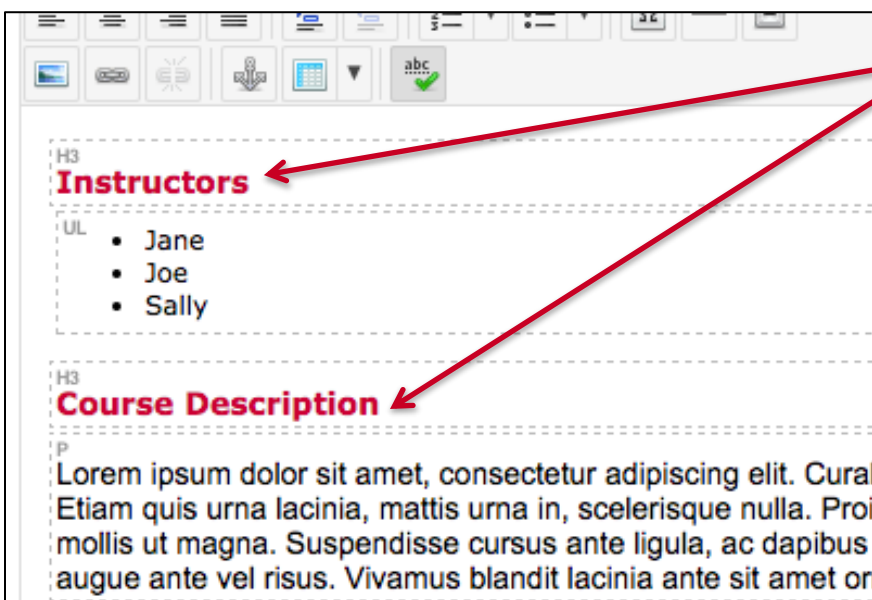 abc
H3
Instructors
UL
• Jane
• Joe
• Sally
H3
Course Description
P
Lorem ipsum dolor sit amet, consectetur adipiscing elit. Cural
Etiam quis urna lacinia, mattis urna in, scelerisque nulla. Proi
mollis ut magna. Suspendisse cursus ante ligula, ac dapibus
augue ante vel risus. Vivamus blandit lacinia ante sit amet or